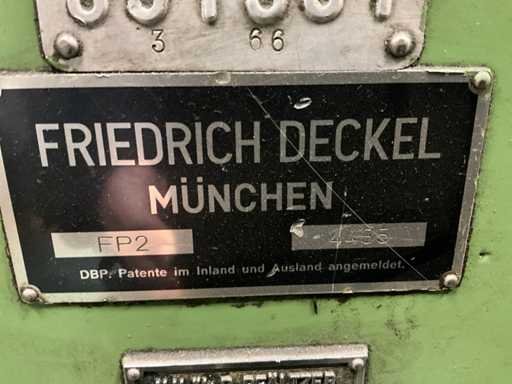 3 66
FRIEDRICH DECKEL
MÜNCHEN
FP2
DBP. Patente im Inland und Ausland angemeldet.